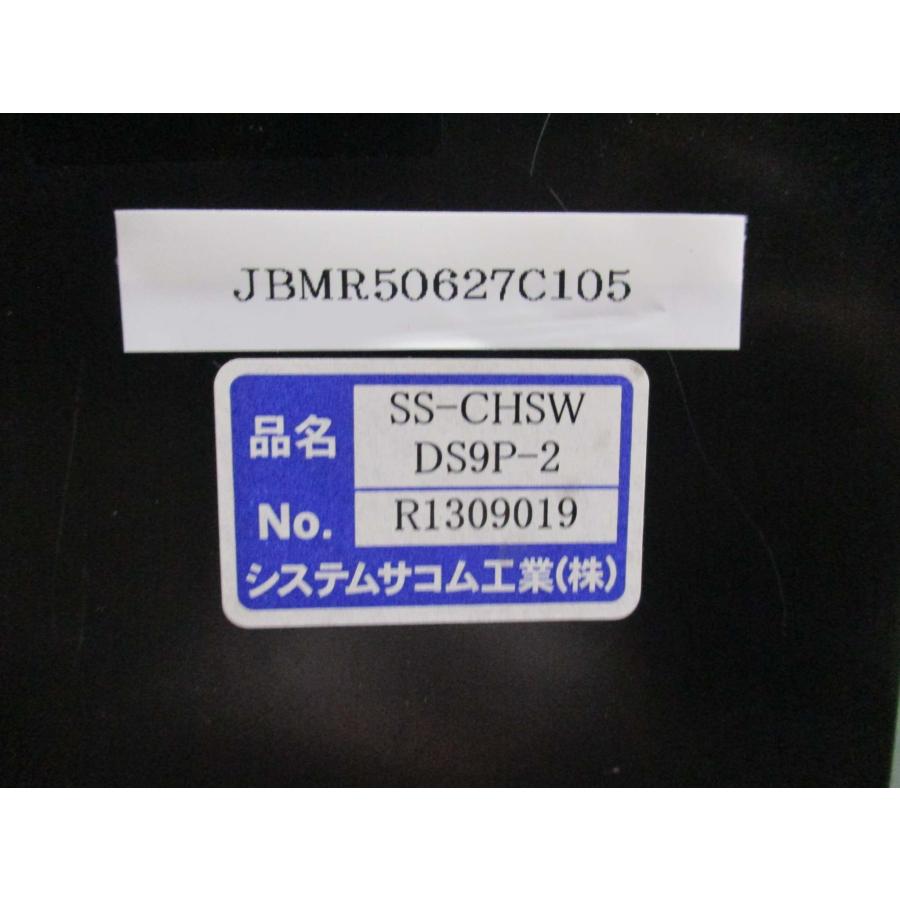 JBMR50627C105
品名 SS-CHSW
DS9P-2
No. R1309019
システムサコム工業(株)